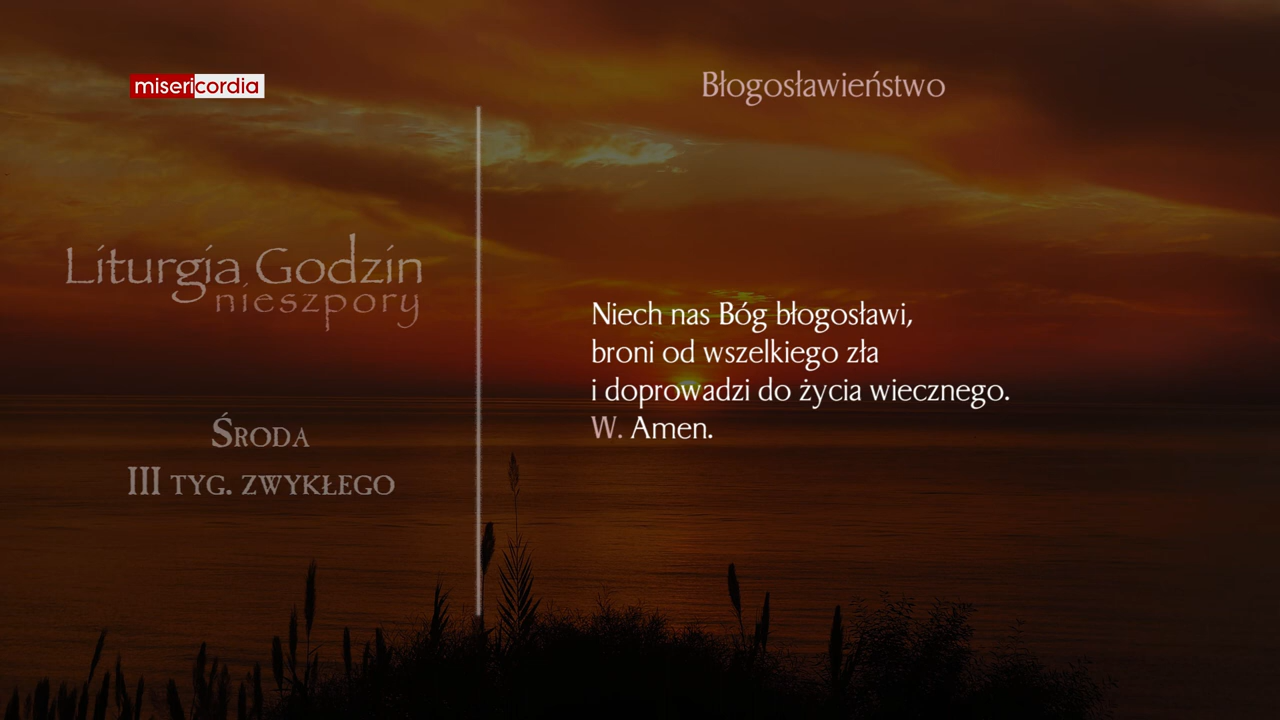 misericordia
Błogosławieństwo
Liturgia Godzin
nieszpory
Środa
III tyg. zwykłego
Niech nas Bóg błogosławi,
broni od wszelkiego zła
i doprowadzi do życia wiecznego.
W. Amen.